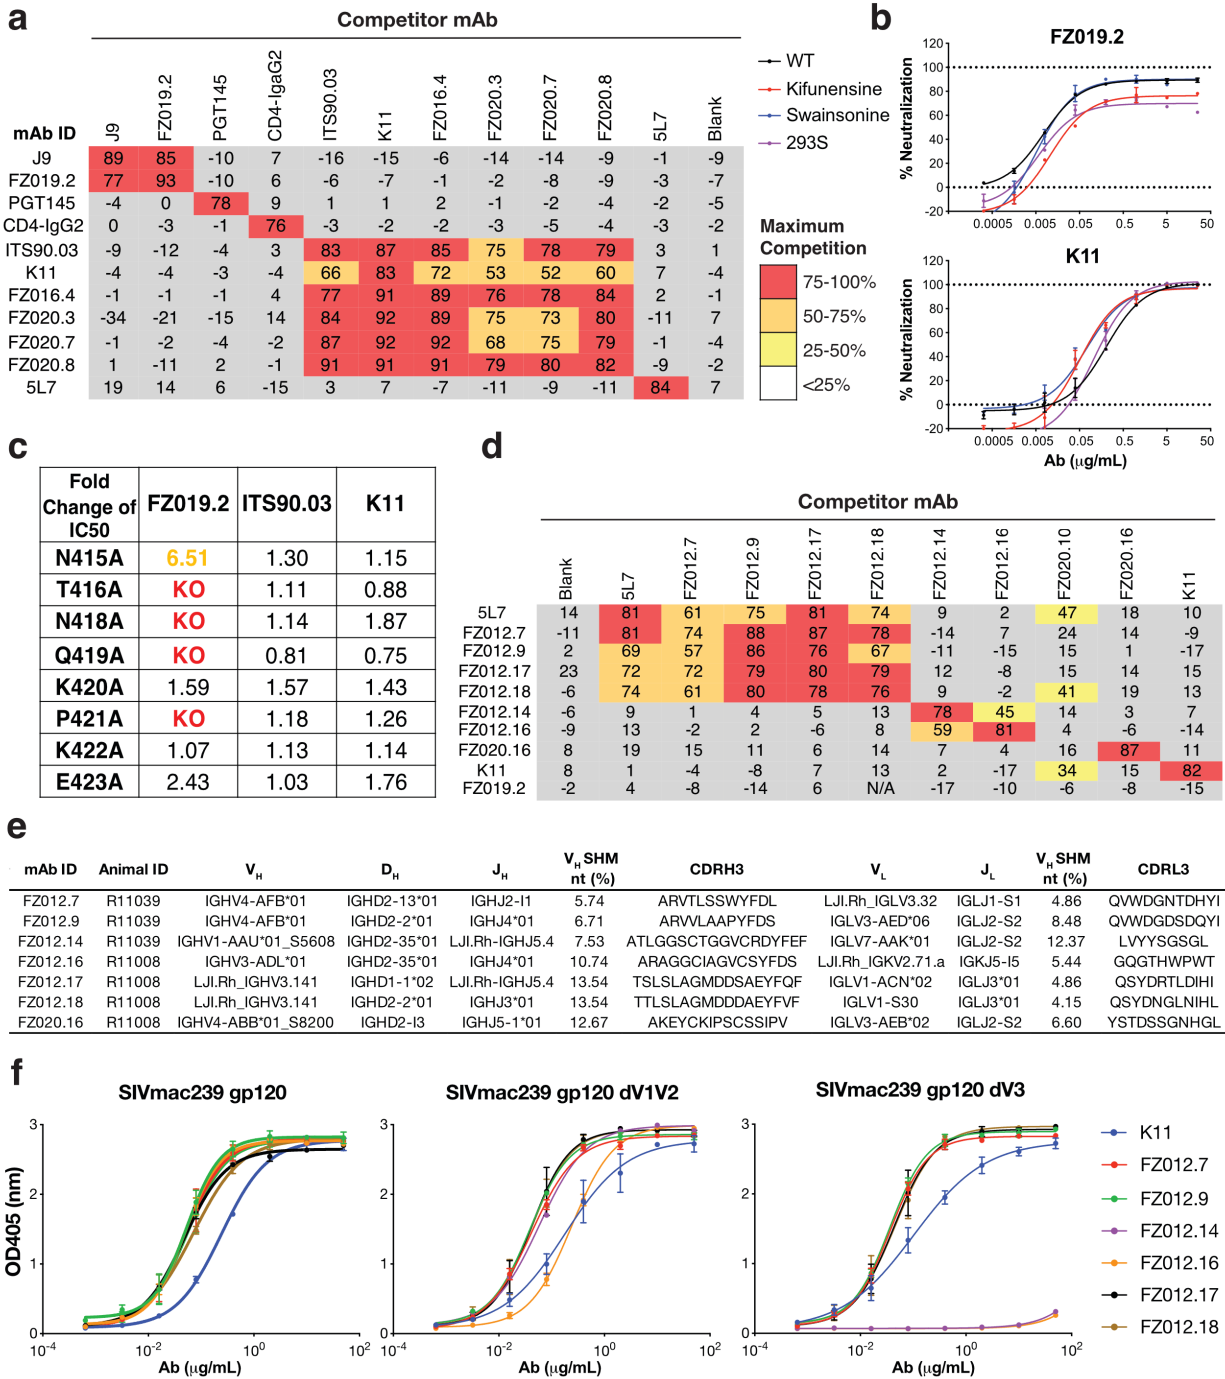 a
Competitor mAb
mAb ID J9 FZ019.2 PGT145 CD4-IgaG2 ITS90.03 K11 FZ016.4 FZ020.3 FZ020.7 FZ020.8 5L7 Blank
J9 89 85 -10 7 -16 -15 -6 -14 -14 -9 -1 -9
FZ019.2 77 93 -10 6 -6 -7 -1 -2 -8 -9 -3 -7
PGT145 -4 0 78 9 1 1 2 -1 -2 -4 -2 -5
CD4-IgG2 0 -3 -1 76 -3 -2 -2 -3 -5 -4 -3 -2
ITS90.03 -9 -12 -4 3 83 87 85 75 78 79 3 1
K11 -4 -4 -3 -4 66 83 72 53 52 60 7 -4
FZ016.4 -1 -1 -1 4 77 91 89 76 78 84 2 -1
FZ020.3 -34 -21 -15 14 84 92 89 75 73 80 -11 7
FZ020.7 -1 -2 -4 -2 87 92 92 68 75 79 -1 -4
FZ020.8 1 -11 2 -1 91 91 91 79 80 82 -9 -2
5L7 19 14 6 -15 3 7 -7 -11 -9 -11 84 7
WT
Kifunensine
Swainsonine
293S
Maximum
Competition
75-100%
50-75%
25-50%
<25%
b
FZ019.2
% Neutralization
120
100
80
60
40
20
0
-20
0.0005 0.005 0.05 0.5 5 50
K11
% Neutralization
120
100
80
60
40
20
0
-20
0.0005 0.005 0.05 0.5 5 50
Ab (μg/mL)
c
Fold
Change of
IC50
FZ019.2 ITS90.03 K11
N415A 6.51 1.30 1.15
T416A KO 1.11 0.88
N418A KO 1.14 1.87
Q419A KO 0.81 0.75
K420A 1.59 1.57 1.43
P421A KO 1.18 1.26
K422A 1.07 1.13 1.14
E423A 2.43 1.03 1.76
d
Competitor mAb
Blank 5L7 FZ012.7 FZ012.9 FZ012.17 FZ012.18 FZ012.14 FZ012.16 FZ020.10 FZ020.16 K11
5L7 14 81 61 75 81 74 9 2 47 18 10
FZ012.7 -11 81 74 88 87 78 -14 7 24 14 -9
FZ012.9 2 69 57 86 76 67 -11 -15 15 1 -17
FZ012.17 23 72 72 79 80 79 12 -8 15 14 15
FZ012.18 -6 74 61 80 78 76 9 -2 41 19 13
FZ012.14 -6 9 1 4 5 13 78 45 14 3 7
FZ012.16 -9 13 -2 2 -6 8 59 81 4 -6 -14
FZ020.16 8 19 15 11 6 14 7 4 16 87 11
K11 8 1 -4 -8 7 13 2 -17 34 15 82
FZ019.2 -2 4 -8 -14 6 N/A -17 -10 -6 -8 -15
e
mAb ID Animal ID VH DH JH VH SHM nt (%) CDRH3 VL JL VH SHM nt (%) CDRL3
FZ012.7 R11039 IGHV4-AFB*01 IGHD2-13*01 IGHJ2-I1 5.74 ARVTLSSWYFDL LJI.Rh_IGLV3.32 IGLJ1-S1 4.86 QVWDGNTDHYI
FZ012.9 R11039 IGHV4-AFB*01 IGHD2-2*01 IGHJ4*01 6.71 ARVVLAAPYFDS IGLV3-AED*06 IGLJ2-S2 8.48 QVWDGDSDQYI
FZ012.14 R11039 IGHV1-AAU*01_S5608 IGHD2-35*01 LJI.Rh-IGHJ5.4 7.53 ATLGGSCTGGVCRDYFEF IGLV7-AAK*01 IGLJ2-S2 12.37 LVYYSGSGL
FZ012.16 R11008 IGHV3-ADL*01 IGHD2-35*01 IGHJ4*01 10.74 ARAGGCIAGVCSYFDS LJI.Rh_IGKV2.71.a IGKJ5-I5 5.44 GQGTHWPWT
FZ012.17 R11008 LJI.Rh_IGHV3.141 IGHD1-1*02 LJI.Rh-IGHJ5.4 13.54 TSLSLAGMDDSAEYFQF IGLV1-ACN*02 IGLJ3*01 4.86 QSYDRTLDIHI
FZ012.18 R11008 LJI.Rh_IGHV3.141 IGHD2-2*01 IGHJ3*01 13.54 TTLSLAGMDDDAEYFVF IGLV1-S30 IGLJ3*01 4.15 QSYDNGLNIHL
FZ020.16 R11008 IGHV4-ABB*01_S8200 IGHD2-I3 IGHJ5-1*01 12.67 AKEYCKIPSCSSIPV IGLV3-AEB*02 IGLJ2-S2 6.60 YSTDSSGNHGL
f
SIVmac239 gp120
OD405 (nm)
3
2
1
0
10-4 10-2 100 102
Ab (μg/mL)
SIVmac239 gp120 dV1V2
3
2
1
0
10-4 10-2 100 102
Ab (μg/mL)
SIVmac239 gp120 dV3
3
2
1
0
10-4 10-2 100 102
Ab (μg/mL)
K11
FZ012.7
FZ012.9
FZ012.14
FZ012.16
FZ012.17
FZ012.18